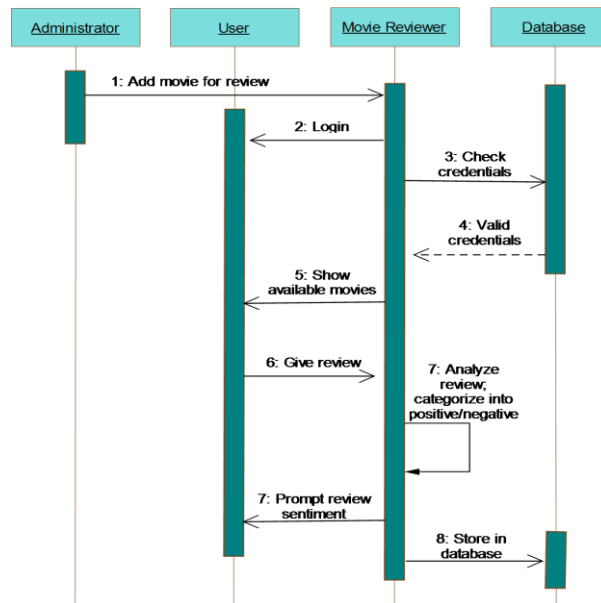 Administrator
User
Movie Reviewer
Database
1: Add movie for review
2: Login
3: Check
credentials
4: Valid
credentials
5: Show
available movies
6: Give review
7: Analyze
review;
categorize into
positive/negative
7: Prompt review
sentiment
8: Store in
database